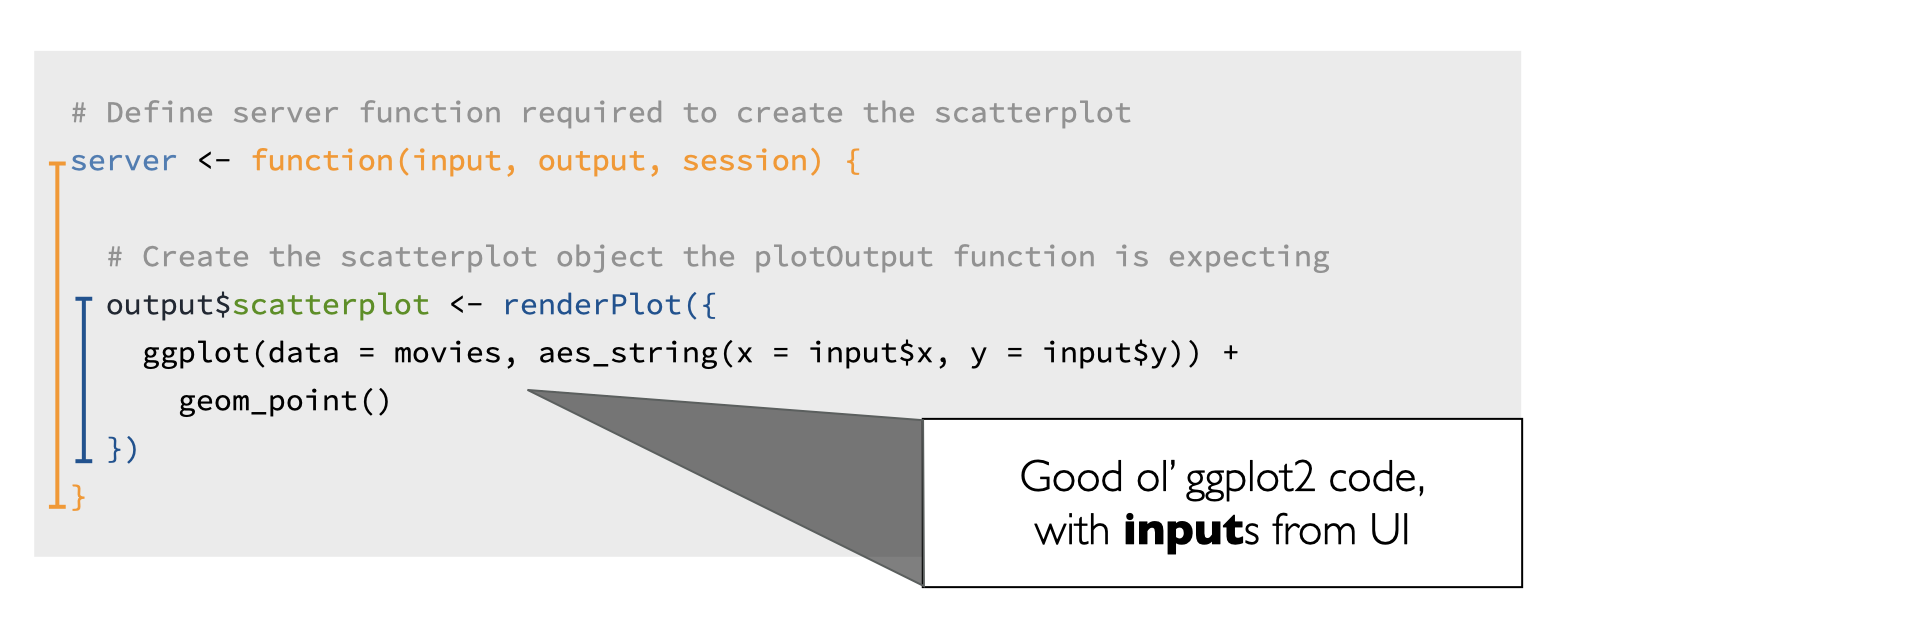 # Define server function required to create the scatterplot
server <- function(input, output, session) {
# Create the scatterplot object the plotOutput function is expecting
output$scatterplot <- renderPlot({
ggplot(data = movies, aes_string(x = input$x, y = input$y)) +
geom_point()
})
}
Good ol’ ggplot2 code,
with inputs from UI